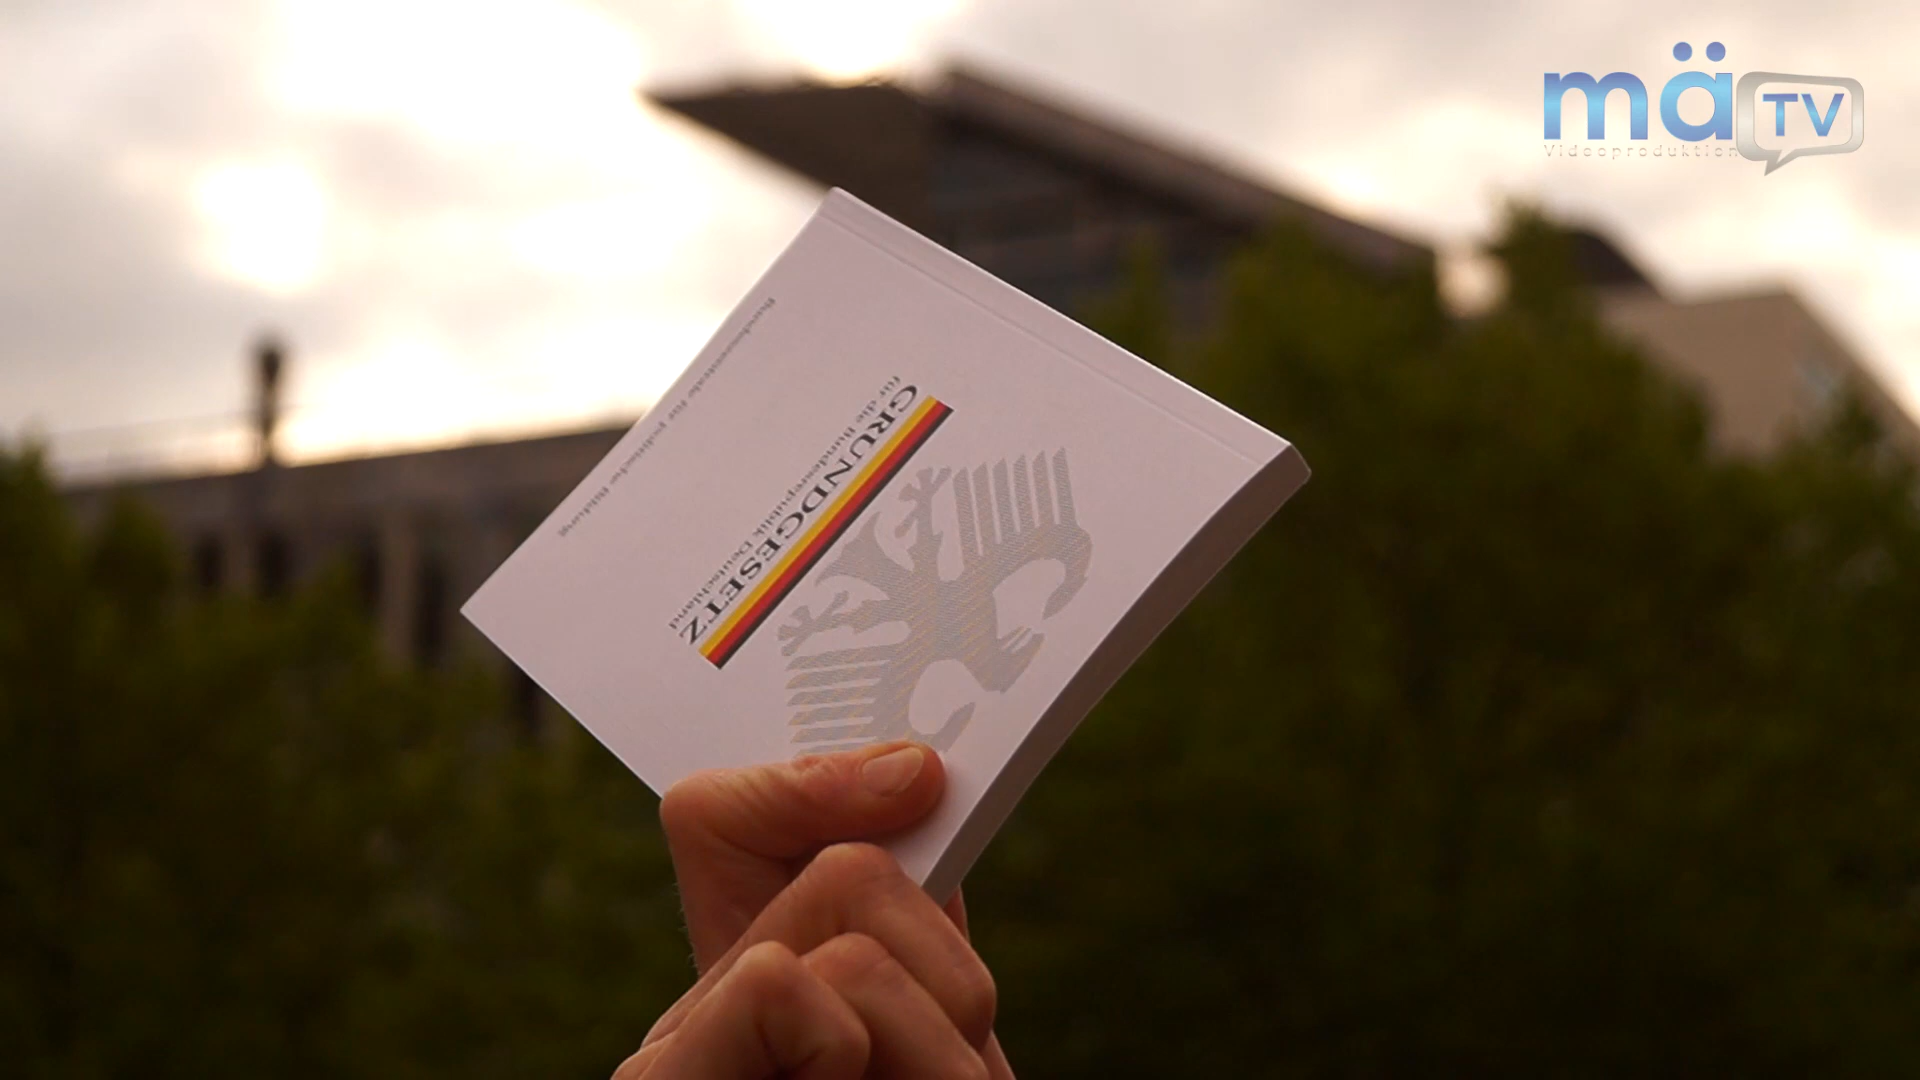 GRUNDGESETZ
für die Bundesrepublik Deutschland
Bundeszentrale für politische Bildung
mä TV
Videoproduktion